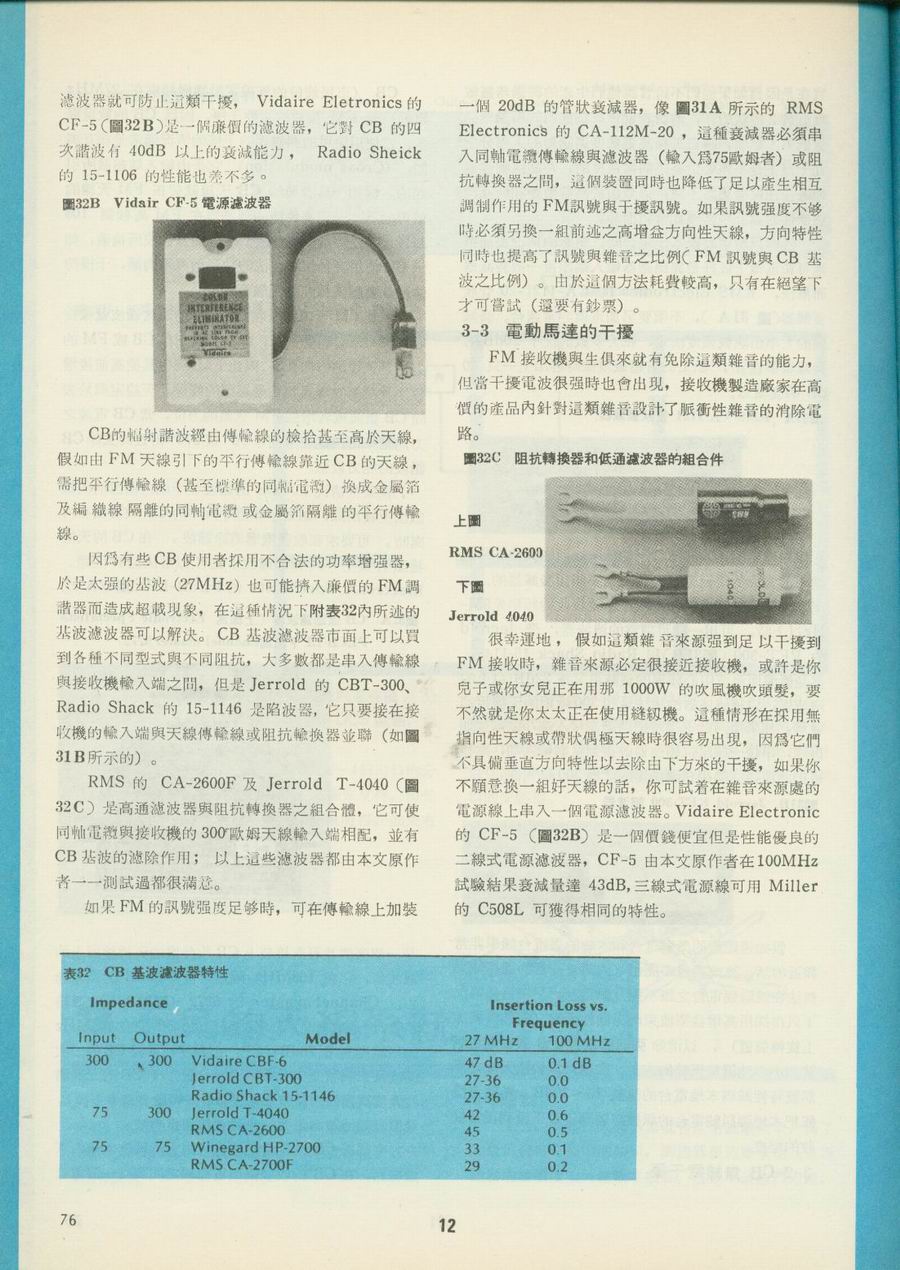 濾波器就可防止這類干擾， Vidaire Eletronics 的
CF-5（圖32B）是一個廉價的濾波器，它對 CB 的四
次諧波有 40dB 以上的衰減能力， Radio Sheick
的 15-1106 的性能也差不多。
圖32B Vidair CF-5 電源濾波器
COLOR
INTERFERENCE
ELIMINATOR
PREVENTS INTERFERENCE
IN AC LINE FROM
REACHING COLOR TV SET
MODEL CF-5
Vidaire
CB的輻射諧波經由傳輸線的檢拾甚至高於天線，
假如由 FM 天線引下的平行傳輸線靠近 CB 的天線，
需把平行傳輸線（甚至標準的同軸電纜）換成金屬箔
及編 織線 隔離的同軸電纜 或金屬箔隔離 的平行傳輸
線。
因爲有些 CB 使用者採用不合法的功率增强器，
於是太强的基波 (27MHz) 也可能擠入廉價的 FM 調
諧器而造成超載現象，在這種情況下附表32內所述的
基波濾波器可以解決。 CB 基波濾波器市面上可以買
到各種不同型式與不同阻抗，大多數都是串入傳輸線
與接收機輸入端之間，但是 Jerrold 的 CBT-300、
Radio Shack 的 15-1146 是陷波器，它只要接在接
收機的輸入端與天線傳輸線或阻抗輸換器並聯（如圖
31B所示的）。
RMS 的 CA-2600F 及 Jerrold T-4040（圖
32C）是高通濾波器與阻抗轉換器之組合體，它可使
同軸電纜與接收機的 300 歐姆天線輸入端相配，並有
CB 基波的濾除作用； 以上這些濾波器都由本文原作
者一一測試過都很滿意。
如果 FM 的訊號强度足够時，可在傳輸線上加裝
一個 20dB 的管狀衰減器，像 圖31A 所示的 RMS
Electronics 的 CA-112M-20 ，這種衰減器必須串
入同軸電纜傳輸線與濾波器（輸入爲75歐姆者）或阻
抗轉換器之間，這個裝置同時也降低了足以產生相互
調制作用的 FM訊號與干擾訊號。如果訊號强度不够
時必須另換一組前述之高增益方向性天線，方向特性
同時也提高了訊號與雜音之比例（FM 訊號與 CB 基
波之比例）。由於這個方法耗費較高，只有在絕望下
才可嘗試（還要有鈔票）。
3-3 電動馬達的干擾
FM 接收機與生俱來就有免除這類雜音的能力，
但當干擾電波很强時也會出現，接收機製造廠家在高
價的產品內針對這類雜音設計了脈衝性雜音的消除電
路。
圖32C 阻抗轉換器和低通濾波器的組合件
上圖
RMS CA-2600
下圖
Jerrold 4040
RMS
很幸運地， 假如這類雜 音來源强到足 以干擾到
FM 接收時，雜音來源必定很接近接收機，或許是你
兒子或你女兒正在用那 1000W 的吹風機吹頭髮，要
不然就是你太太正在使用縫紉機。這種情形在採用無
指向性天線或帶狀偶極天線時很容易出現，因爲它們
不具備垂直方向特性以去除由下方來的干擾，如果你
不願意換一組好天線的話，你可試着在雜音來源處的
電源線上串入一個電源濾波器。Vidaire Electronic
的 CF-5 （圖32B）是一個價錢便宜但是性能優良的
二線式電源濾波器，CF-5 由本文原作者在100MHz
試驗結果衰減量達 43dB，三線式電源線可用 Miller
的 C508L 可獲得相同的特性。
表32 CB 基波濾波器特性
Impedance Insertion Loss vs.
Frequency
Input Output Model 27 MHz 100 MHz
300 300 Vidaire CBF-6 47 dB 0.1 dB
Jerrold CBT-300 27-36 0.0
Radio Shack 15-1146 27-36 0.0
75 300 Jerrold T-4040 42 0.6
RMS CA-2600 45 0.5
75 75 Winegard HP-2700 33 0.1
RMS CA-2700F 29 0.2
76
12